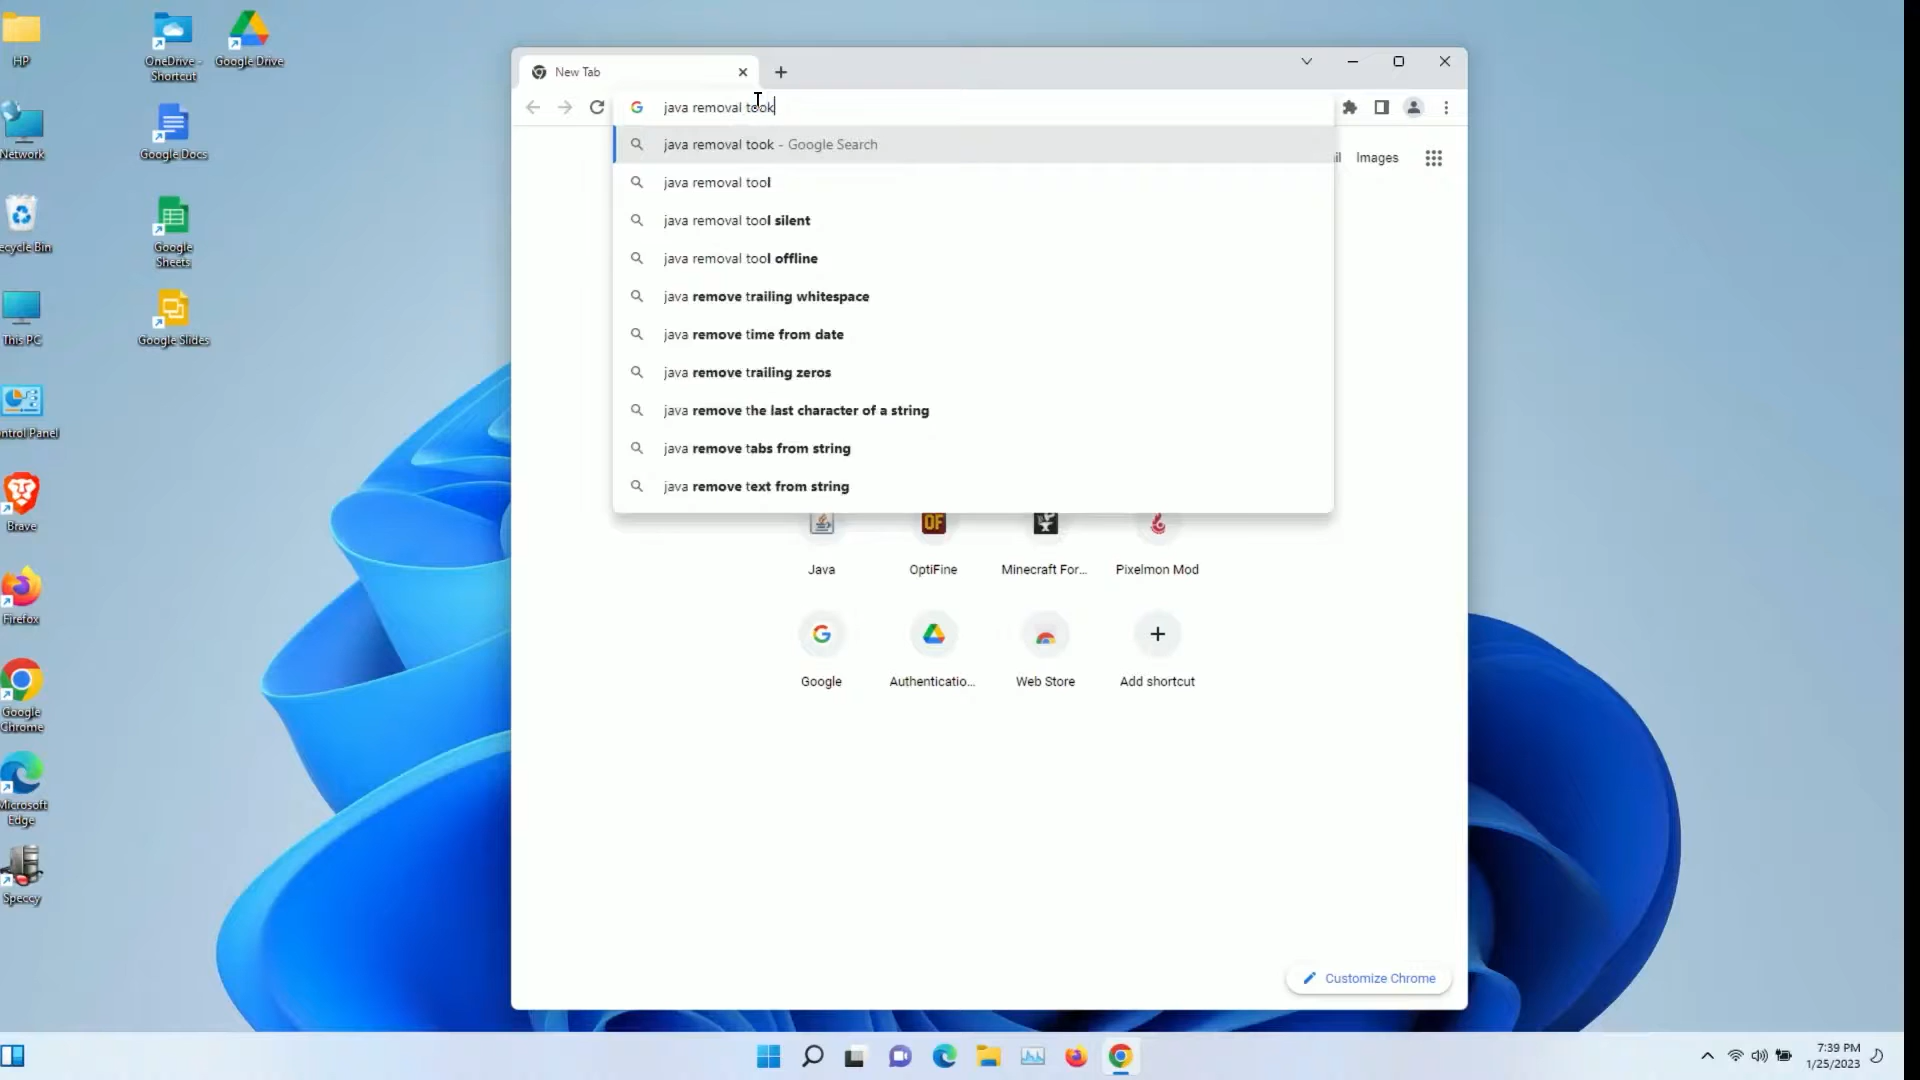 HP
OneDrive -
Shortcut
Google Drive
Network
Google Docs
ecycle Bin
Google
Sheets
This PC
Google Slides
ontrol Panel
Brave
Firefox
Google
Chrome
Microsoft
Edge
Speccy
New Tab
java removal took
java removal took - Google Search
java removal tool
java removal tool silent
java removal tool offline
java remove trailing whitespace
java remove time from date
java remove trailing zeros
java remove the last character of a string
java remove tabs from string
java remove text from string
il Images
OF
Java OptiFine Minecraft For... Pixelmon Mod
Google Authenticatio... Web Store Add shortcut
Customize Chrome
7:39 PM
1/25/2023